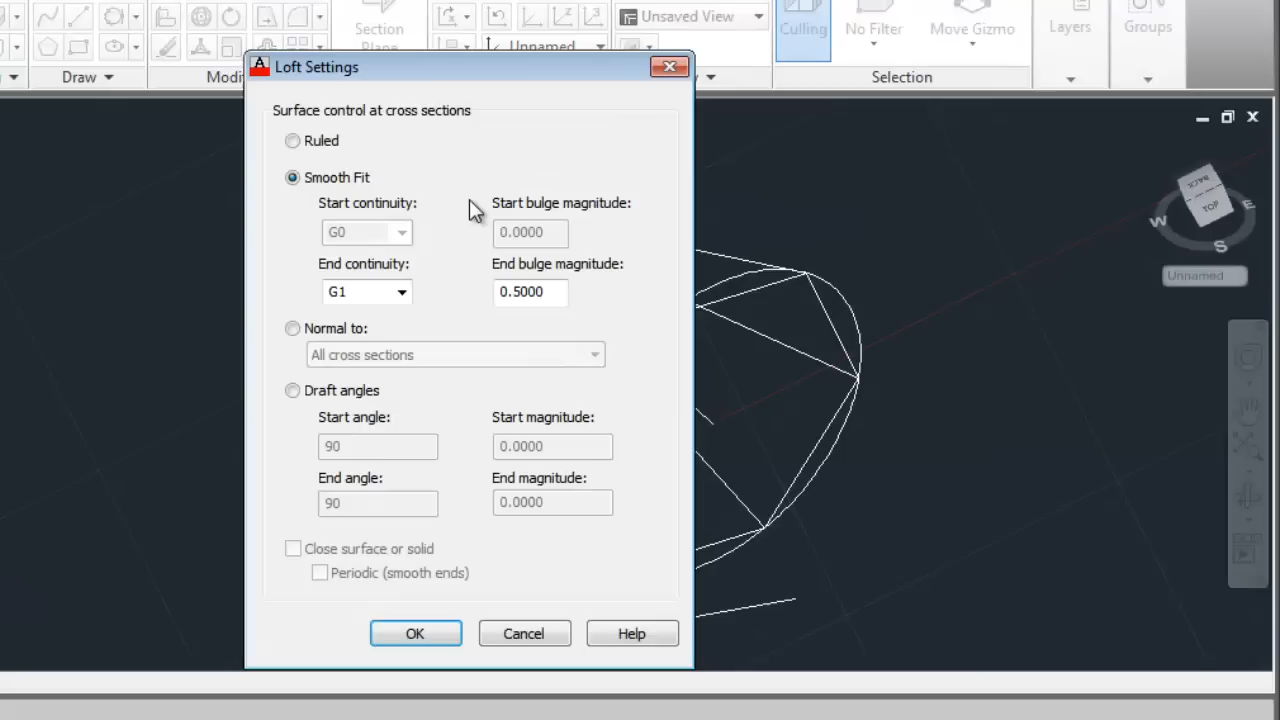 Section
Plane
Unsaved View
Unnamed
Culling
No Filter
Move Gizmo
Layers
Groups
Draw
Modi
Selection
A
Loft Settings
Surface control at cross sections
Ruled
Smooth Fit
Start continuity:
Start bulge magnitude:
G0
0.0000
End continuity:
End bulge magnitude:
G1
0.5000
Normal to:
All cross sections
Draft angles
Start angle:
Start magnitude:
90
0.0000
End angle:
End magnitude:
90
0.0000
Close surface or solid
Periodic (smooth ends)
OK
Cancel
Help
BACK
TOP
W
E
S
Unnamed